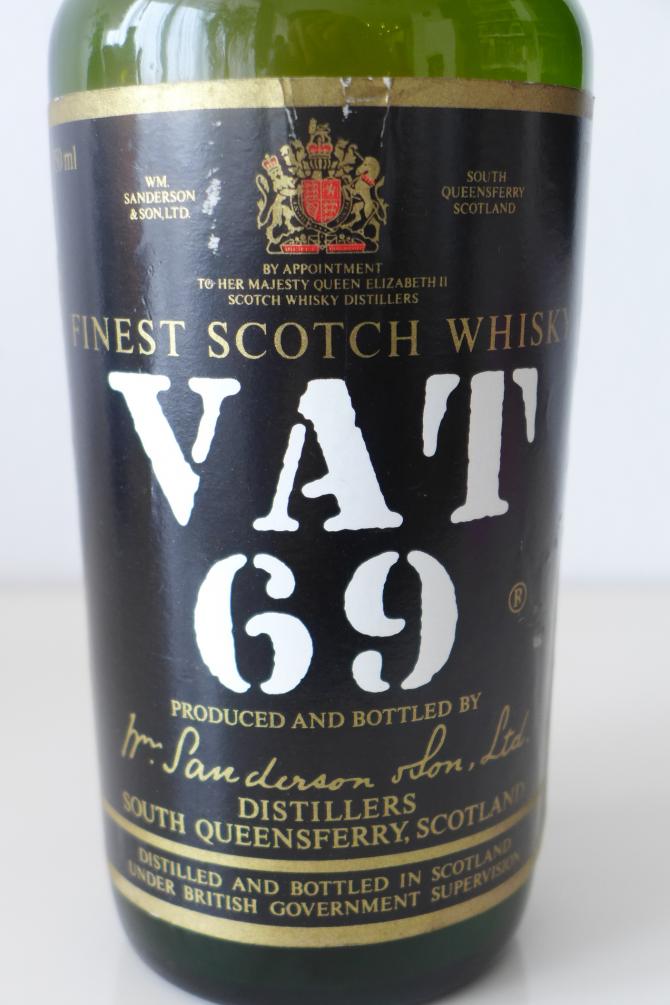 WM.
SANDERSON
& SON, LTD.
SOUTH
QUEENSFERRY
SCOTLAND
BY APPOINTMENT
TO HER MAJESTY QUEEN ELIZABETH II
SCOTCH WHISKY DISTILLERS
FINEST SCOTCH WHISKY
VAT
69
®
PRODUCED AND BOTTLED BY
Wm. Sanderson & Son, Ltd.
DISTILLERS
SOUTH QUEENSFERRY, SCOTLAND
DISTILLED AND BOTTLED IN SCOTLAND
UNDER BRITISH GOVERNMENT SUPERVISION